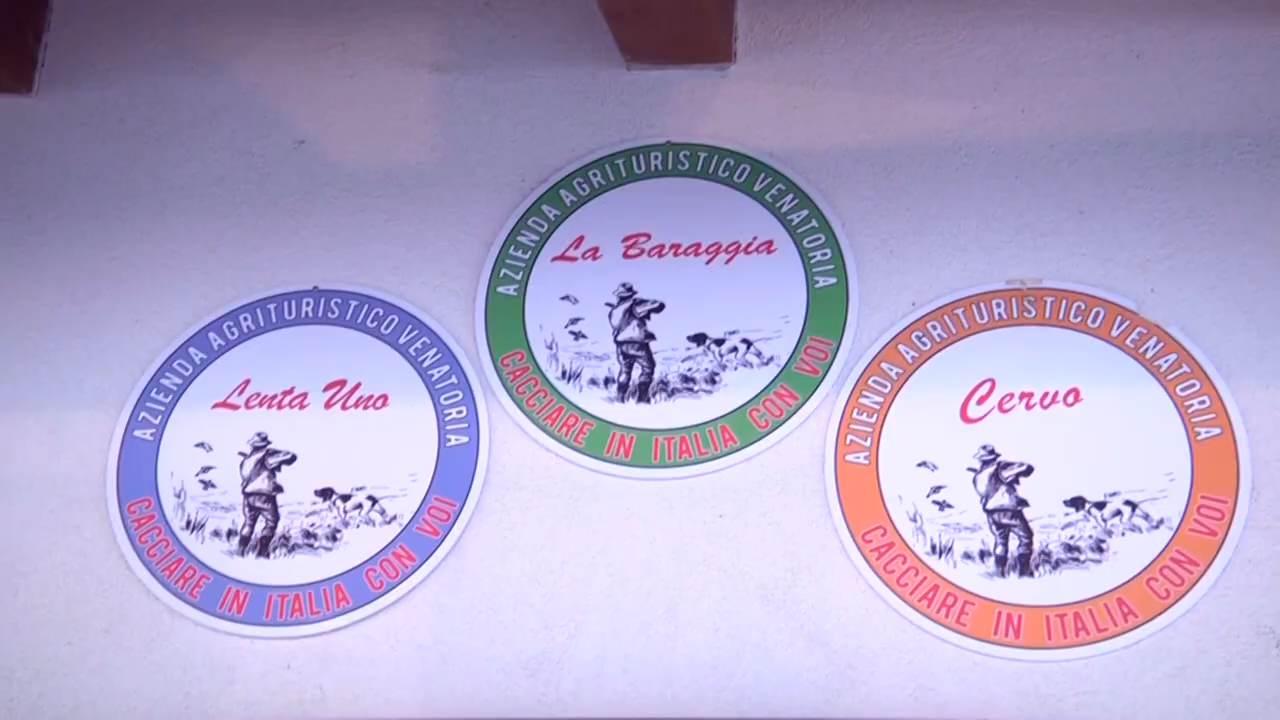 AZIENDA AGRITURISTICO VENATORIA
Lenta Uno
CACCIARE IN ITALIA CON VOI
AZIENDA AGRITURISTICO VENATORIA
La Baraggia
CACCIARE IN ITALIA CON VOI
AZIENDA AGRITURISTICO VENATORIA
Cervo
CACCIARE IN ITALIA CON VOI